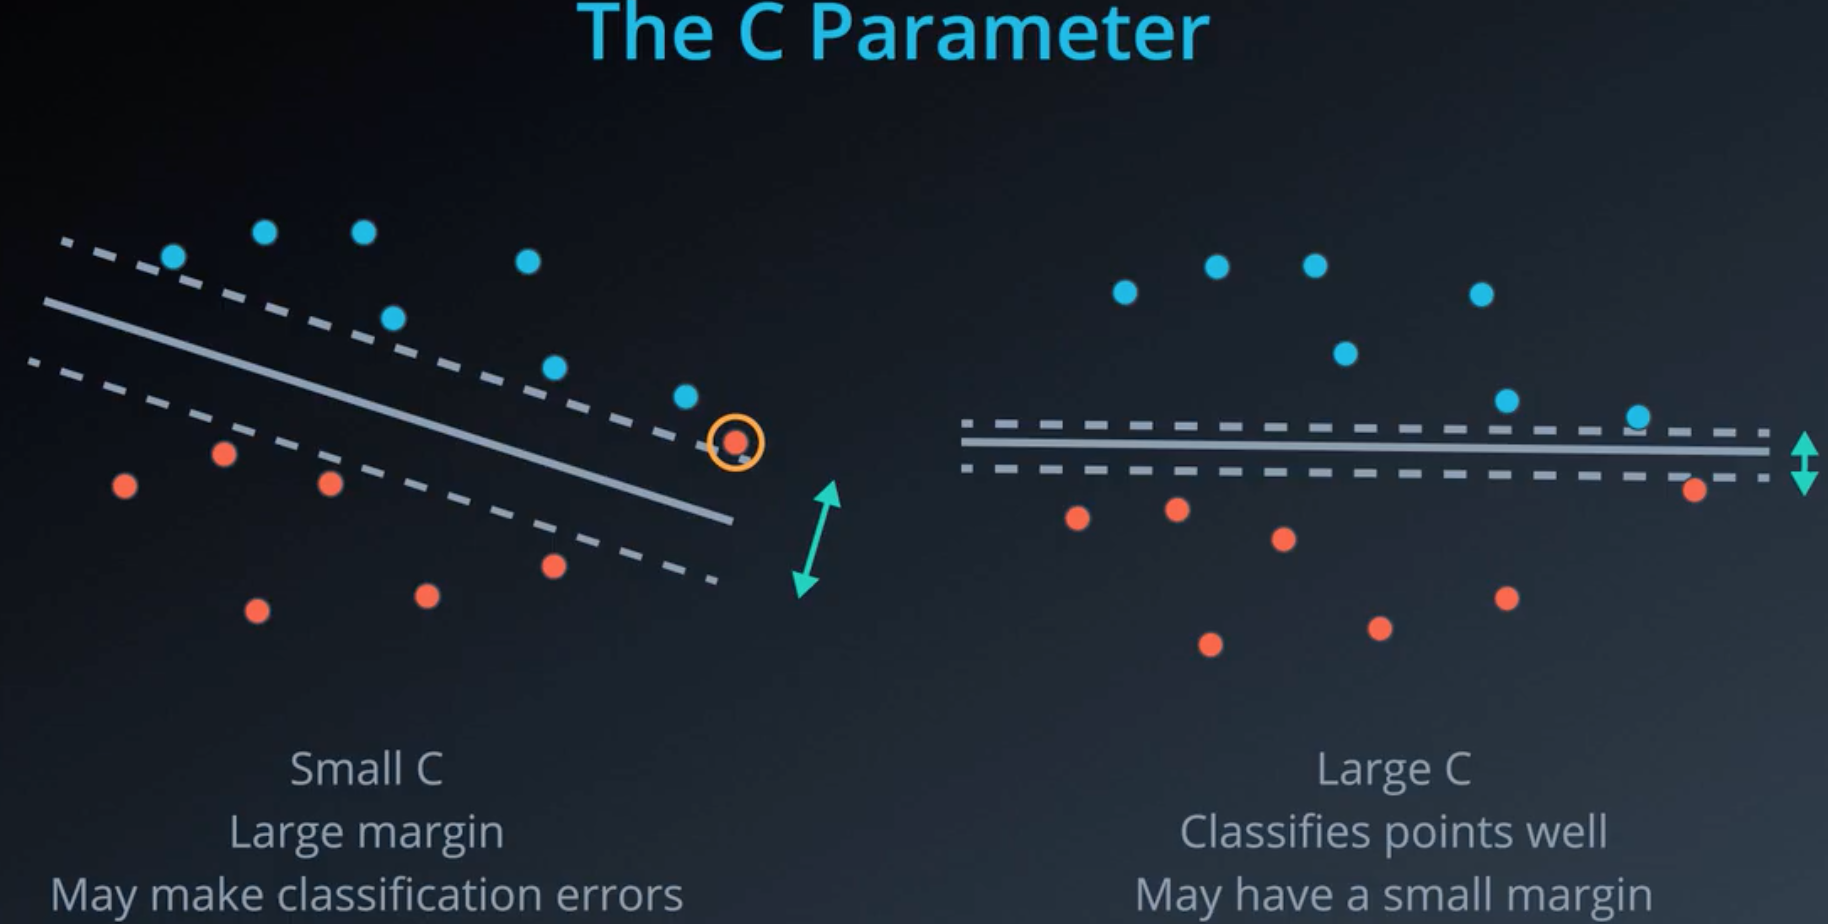 The C Parameter
Small C
Large margin
May make classification errors
Large C
Classifies points well
May have a small margin